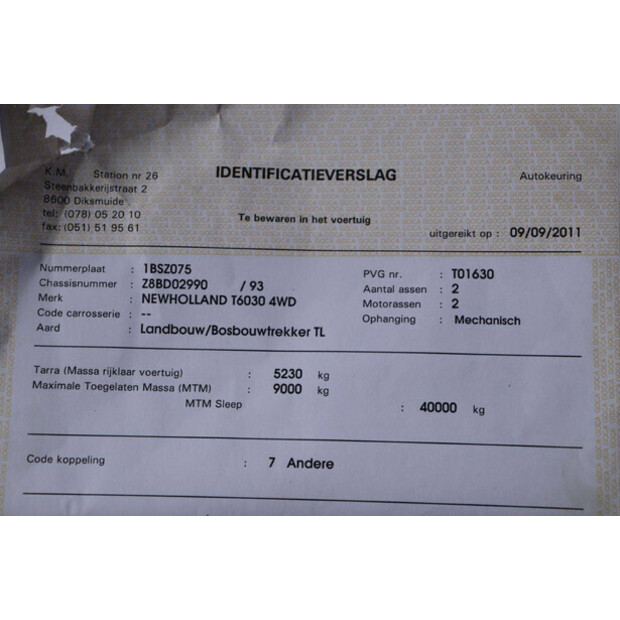 K.M. Station nr 26
IDENTIFICATIEVERSLAG
Autokeuring
Steenbakkerijstraat 2
8600 Diksmuide
tel: (078) 05 20 10
Te bewaren in het voertuig
fax: (051) 51 95 61
uitgereikt op : 09/09/2011
Nummerplaat : 1BSZ075
PVG nr. : T01630
Chassisnummer : Z8BD02990 / 93
Aantal assen : 2
Merk : NEWHOLLAND T6030 4WD
Motorassen : 2
Code carrosserie : --
Ophanging : Mechanisch
Aard : Landbouw/Bosbouwtrekker TL
Tarra (Massa rijklaar voertuig) : 5230 kg
Maximale Toegelaten Massa (MTM) : 9000 kg
MTM Sleep : 40000 kg
Code koppeling : 7 Andere